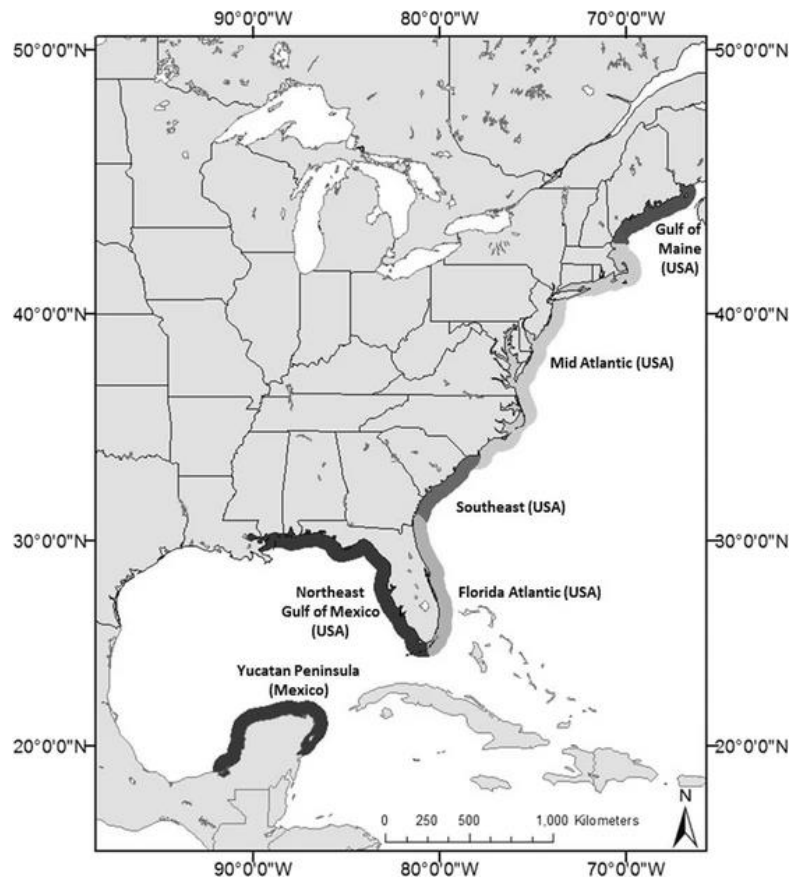 90°0'0"W 80°0'0"W 70°0'0"W
50°0'0"N 50°0'0"N
Gulf of
Maine
(USA)
40°0'0"N 40°0'0"N
Mid Atlantic (USA)
Southeast (USA)
30°0'0"N 30°0'0"N
Northeast
Gulf of Mexico
(USA)
Florida Atlantic (USA)
Yucatan Peninsula
(Mexico)
20°0'0"N 20°0'0"N
N
0 250 500 1,000 Kilometers
90°0'0"W 80°0'0"W 70°0'0"W